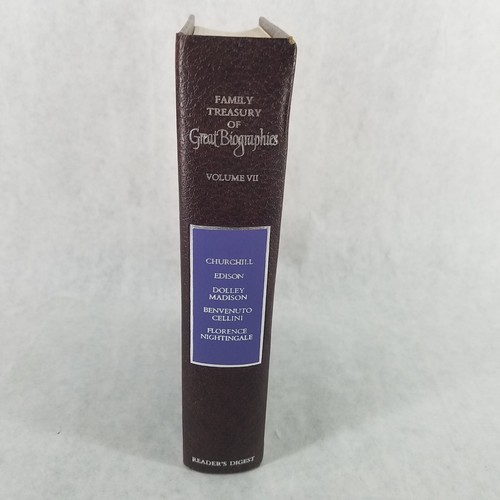 FAMILY
TREASURY
OF
Great Biographies
VOLUME VII
CHURCHILL
EDISON
DOLLEY
MADISON
BENVENUTO
CELLINI
FLORENCE
NIGHTINGALE
READER'S DIGEST